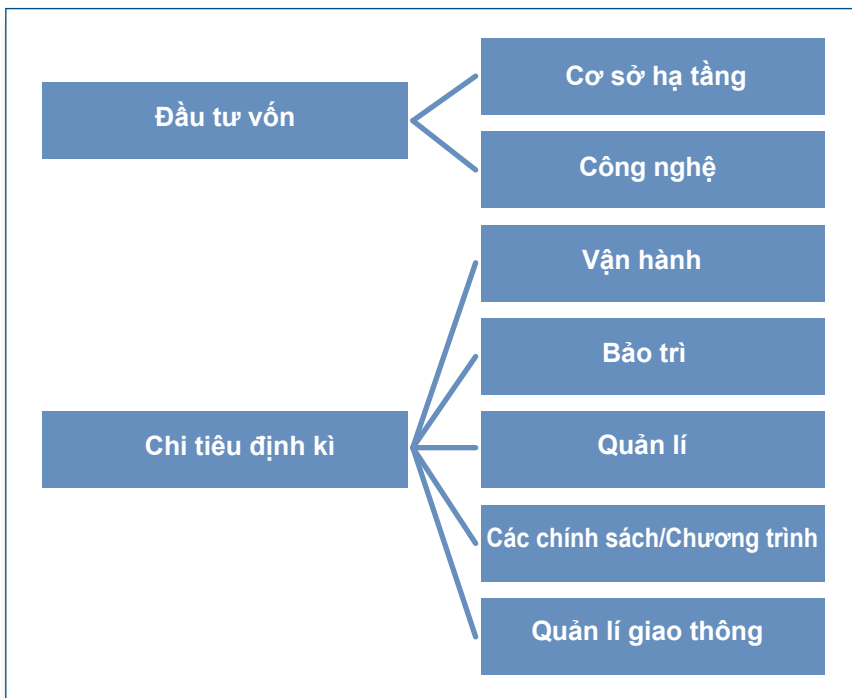 Đầu tư vốn
Cơ sở hạ tầng
Công nghệ
Chi tiêu định kì
Vận hành
Bảo trì
Quản lí
Các chính sách/Chương trình
Quản lí giao thông